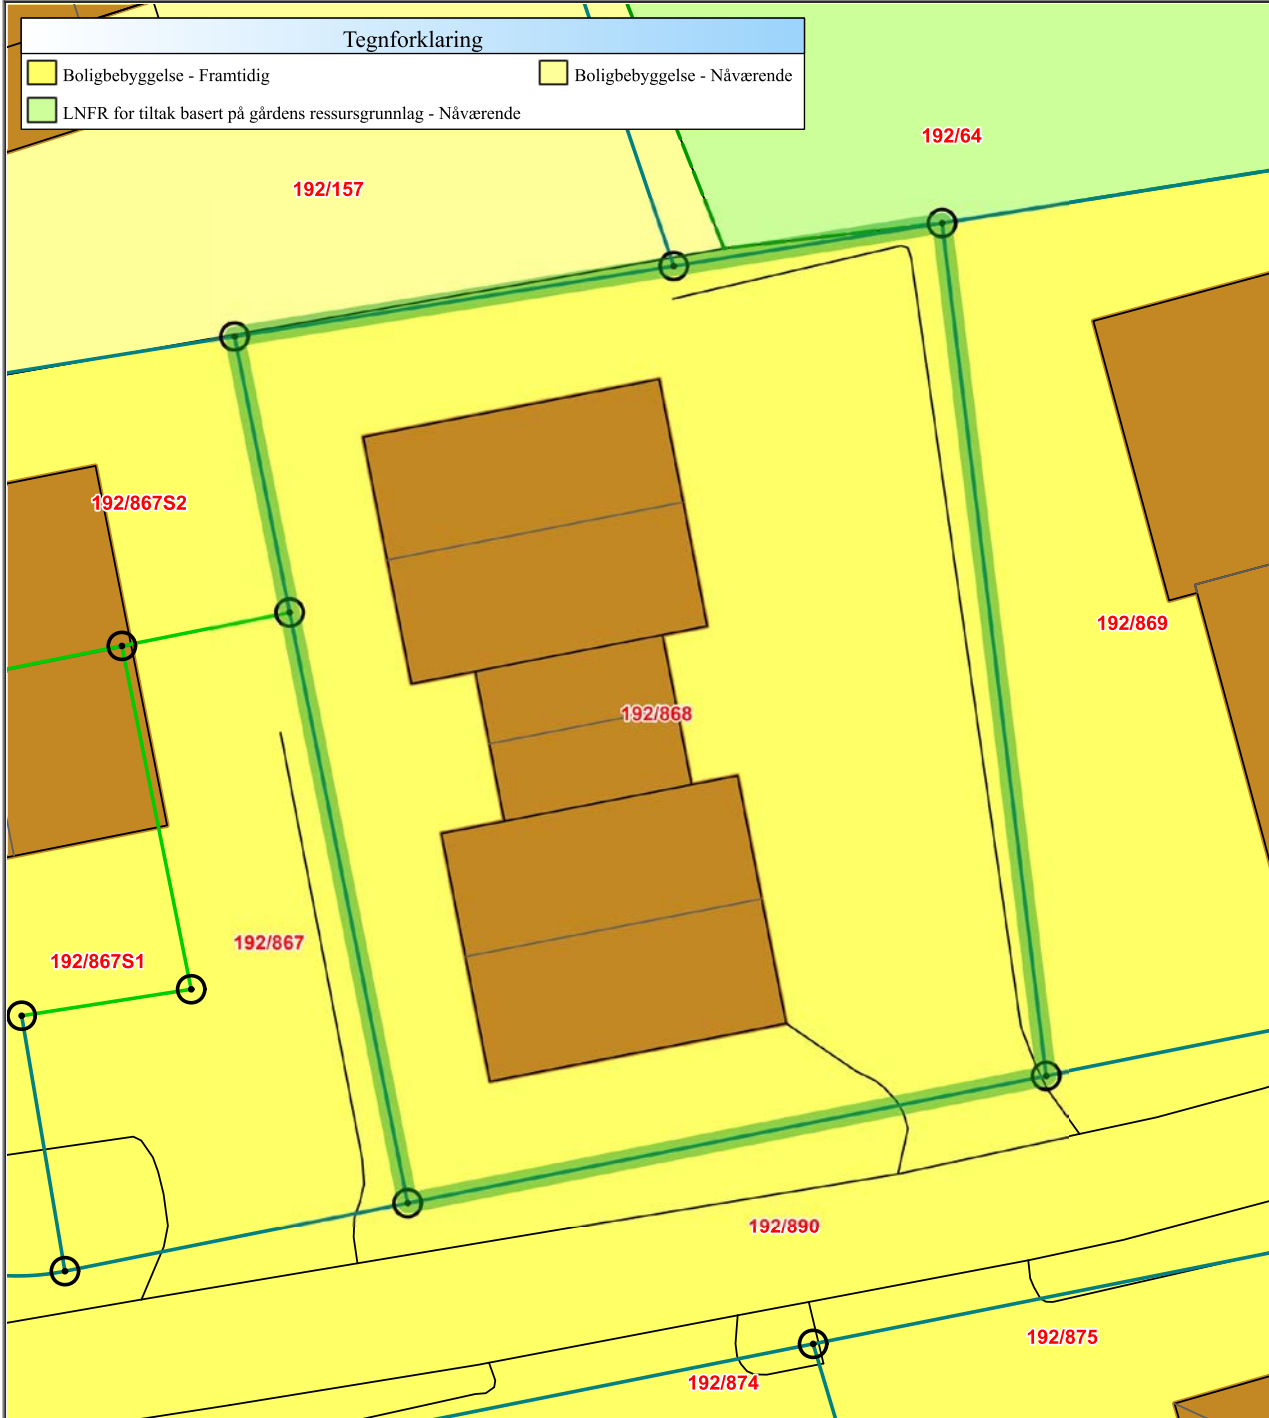 Tegnforklaring
Boligbebyggelse - Framtidig
Boligbebyggelse - Nåværende
LNFR for tiltak basert på gårdens ressursgrunnlag - Nåværende
192/64
192/157
192/867S2
192/869
192/868
192/867
192/867S1
192/890
192/875
192/874